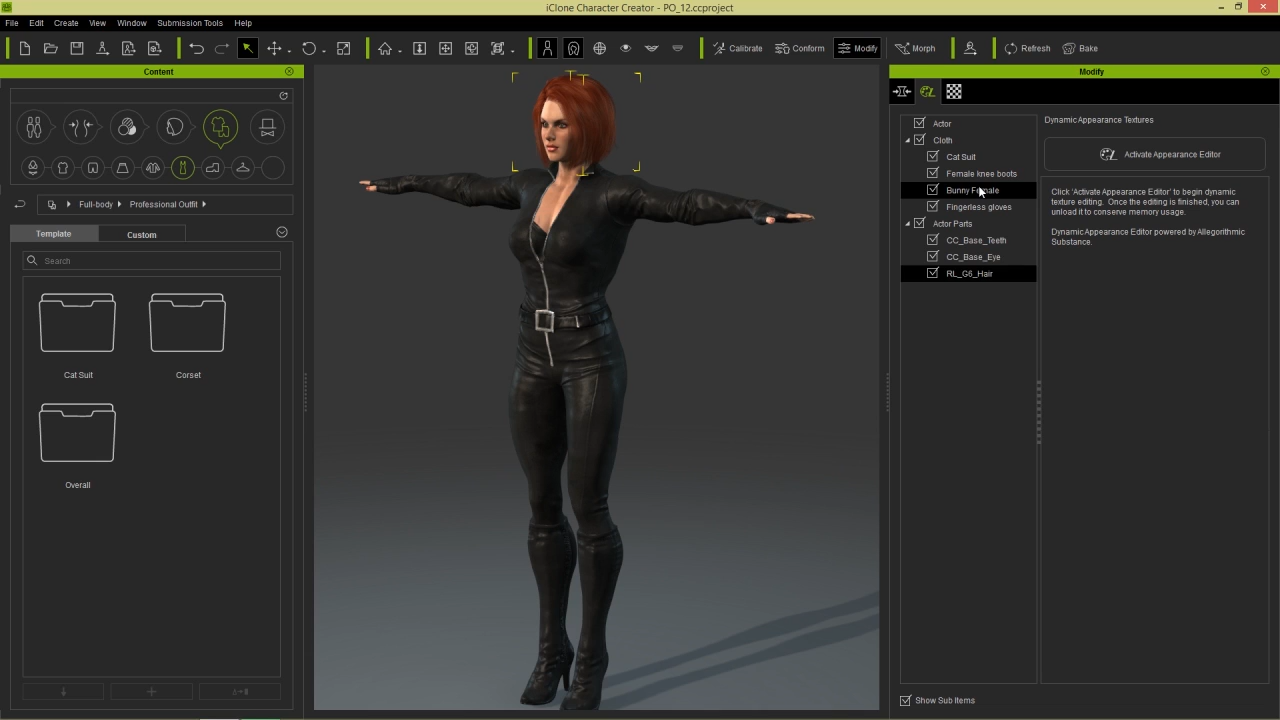 iClone Character Creator - PO_12.ccproject
File Edit Create View Window Submission Tools Help
Calibrate Conform Modify Morph Refresh Bake
Content
Full-body Professional Outfit
Template Custom
Search
Cat Suit Corset
Overall
Modify
Actor
Cloth
Cat Suit
Female knee boots
Bunny Female
Fingerless gloves
Actor Parts
CC_Base_Teeth
CC_Base_Eye
RL_G6_Hair
Show Sub Items
Dynamic Appearance Textures
Activate Appearance Editor
Click 'Activate Appearance Editor' to begin dynamic
texture editing. Once the editing is finished, you can
unload it to conserve memory usage.
Dynamic Appearance Editor powered by Allegorithmic
Substance.